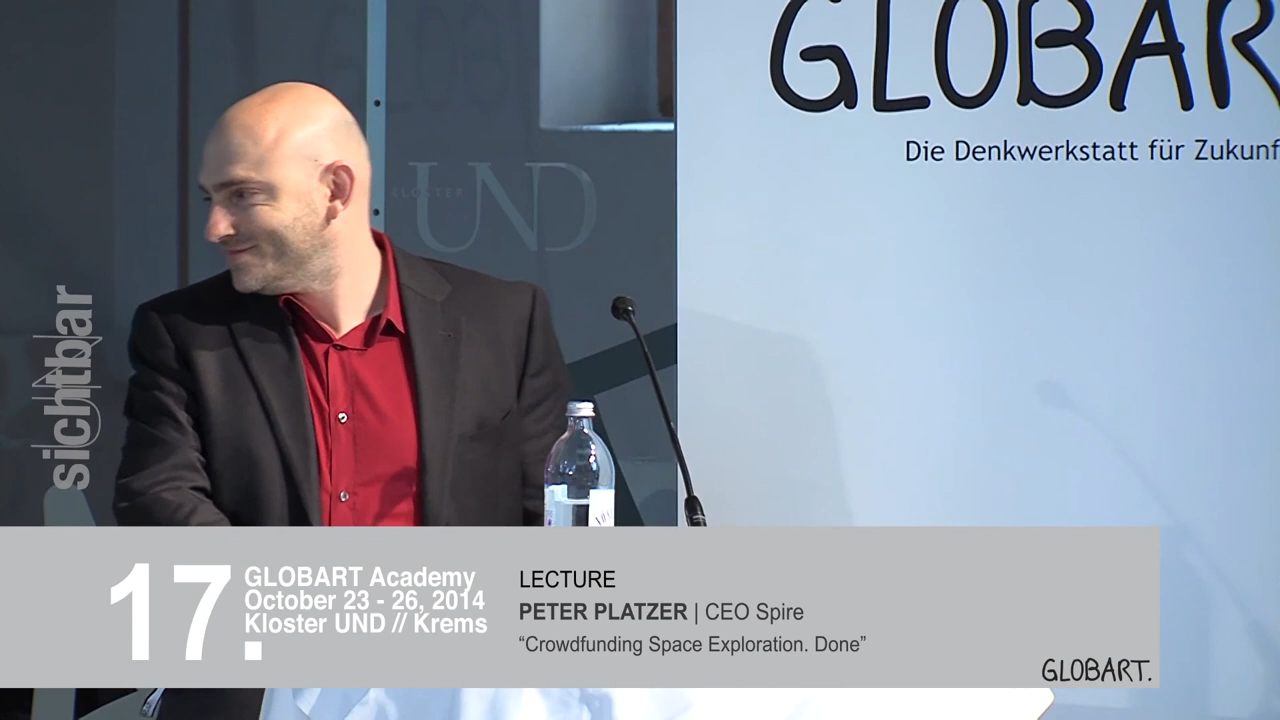 GLOBAR
Die Denkwerkstatt für Zukunf
KLOSTER
UND
sichtbar
17.
GLOBART Academy
October 23 - 26, 2014
Kloster UND // Krems
LECTURE
PETER PLATZER | CEO Spire
“Crowdfunding Space Exploration. Done”
GLOBART.